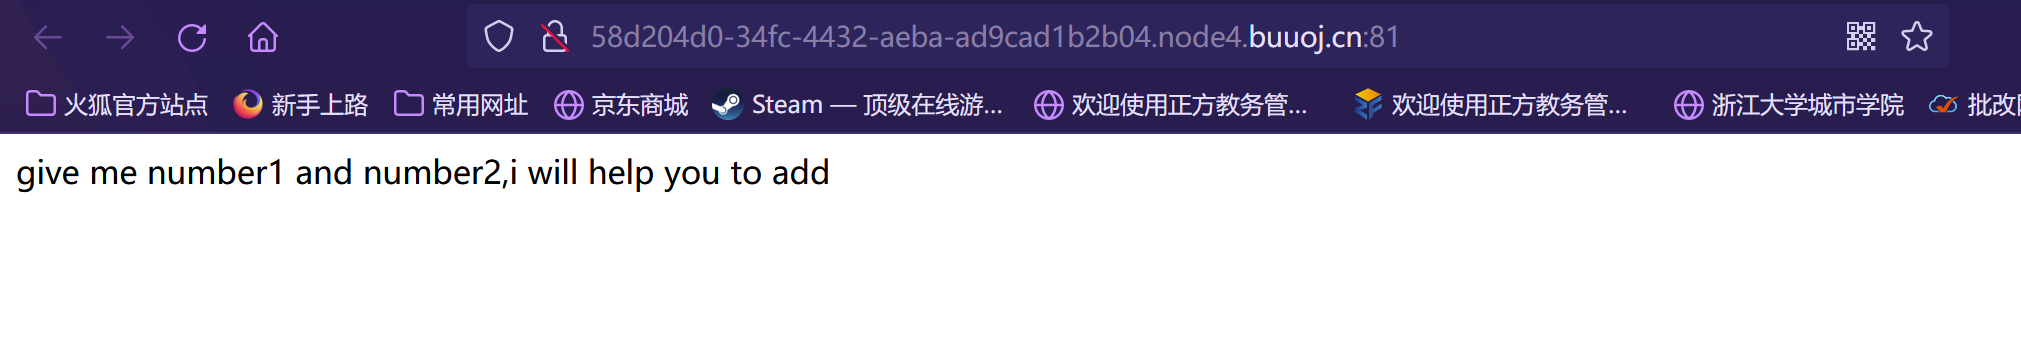 58d204d0-34fc-4432-aeba-ad9cad1b2b04.node4.buuoj.cn:81
火狐官方站点 新手上路 常用网址 京东商城 Steam — 顶级在线游... 欢迎使用正方教务管... 欢迎使用正方教务管... 浙江大学城市学院 批改
give me number1 and number2,i will help you to add